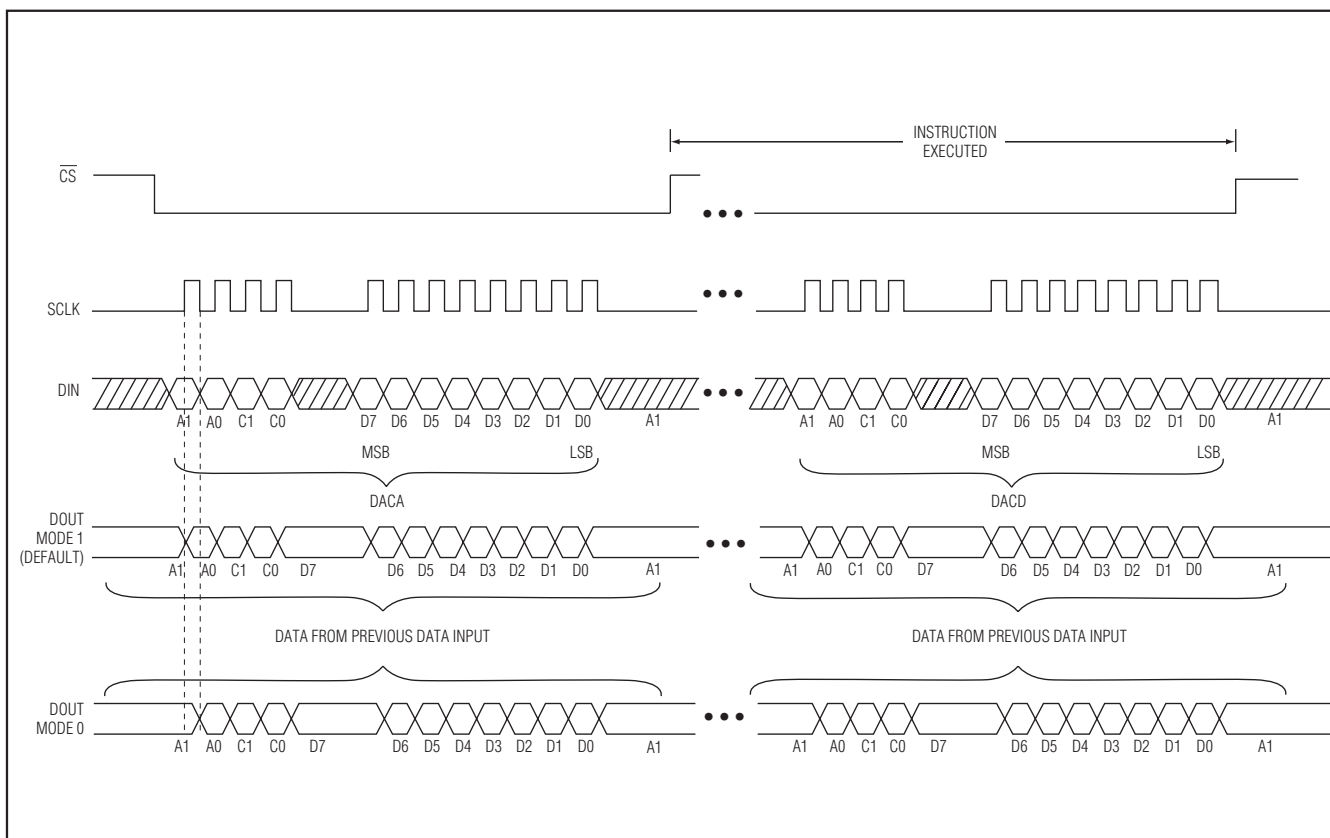 INSTRUCTION
EXECUTED
CS
SCLK
DIN
A1 A0 C1 C0 D7 D6 D5 D4 D3 D2 D1 D0 A1 A1 A0 C1 C0 D7 D6 D5 D4 D3 D2 D1 D0 A1
MSB LSB MSB LSB
DACA DACD
DOUT
MODE 1
(DEFAULT)
A1 A0 C1 C0 D7 D6 D5 D4 D3 D2 D1 D0 A1 A1 A0 C1 C0 D7 D6 D5 D4 D3 D2 D1 D0 A1
DATA FROM PREVIOUS DATA INPUT DATA FROM PREVIOUS DATA INPUT
DOUT
MODE 0
A1 A0 C1 C0 D7 D6 D5 D4 D3 D2 D1 D0 A1 A1 A0 C1 C0 D7 D6 D5 D4 D3 D2 D1 D0 A1